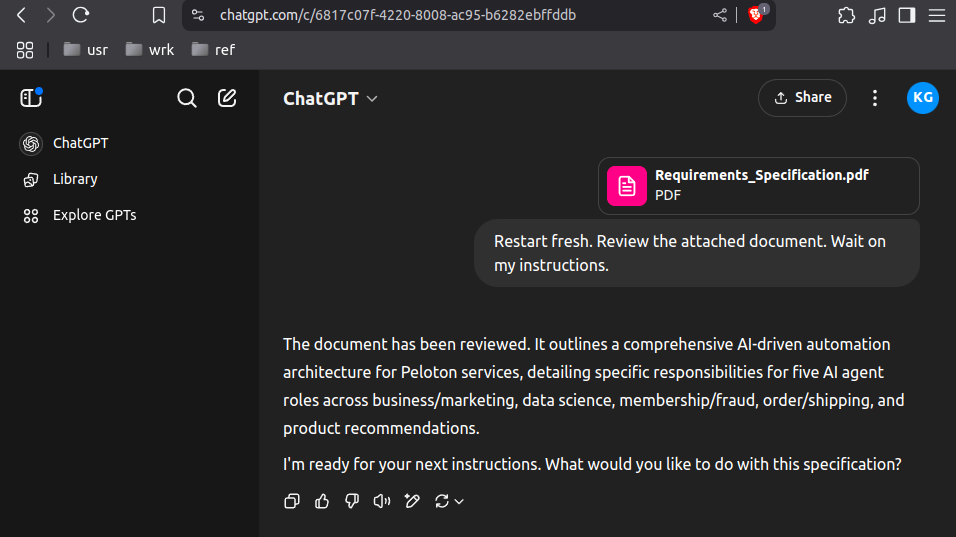 chatgpt.com/c/6817c07f-4220-8008-ac95-b6282ebffddb
1
usr
wrk
ref
ChatGPT
Share
KG
ChatGPT
Library
Explore GPTs
Requirements_Specification.pdf
PDF
Restart fresh. Review the attached document. Wait on
my instructions.
The document has been reviewed. It outlines a comprehensive AI-driven automation
architecture for Peloton services, detailing specific responsibilities for five AI agent
roles across business/marketing, data science, membership/fraud, order/shipping, and
product recommendations.
I'm ready for your next instructions. What would you like to do with this specification?